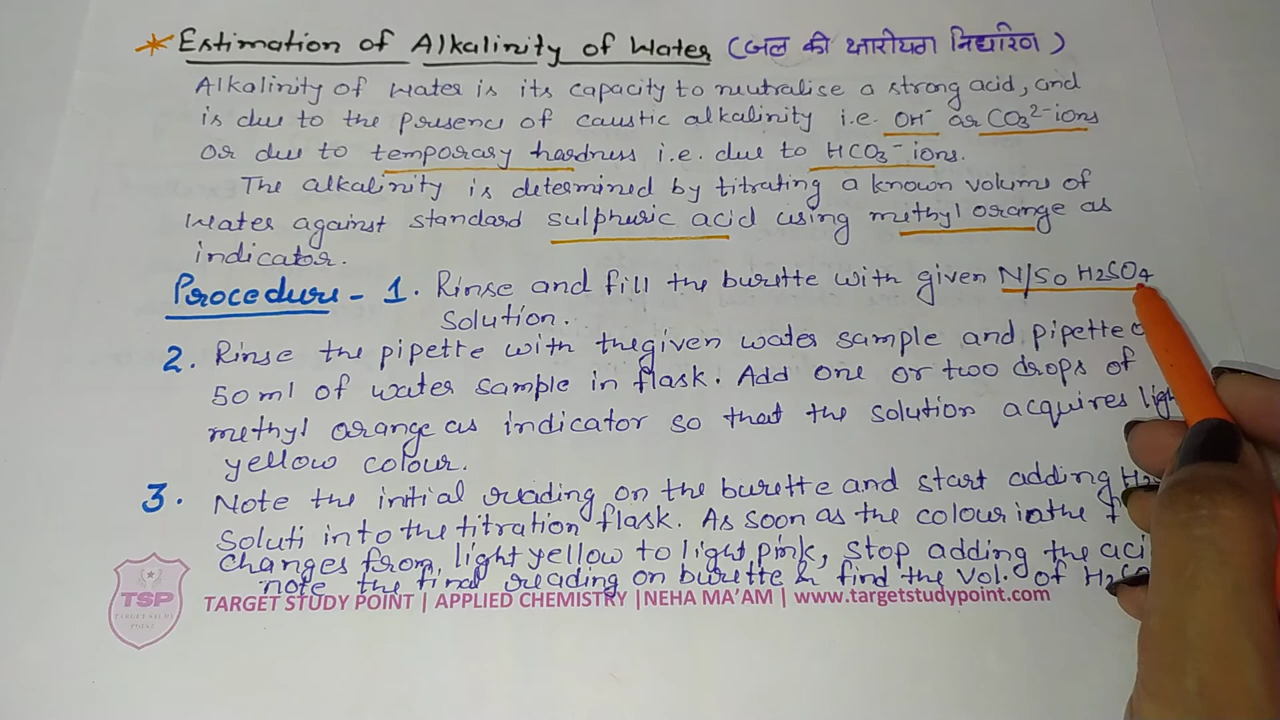 * Estimation of Alkalinity of Water (जल की क्षारीयता निर्धारण)
Alkalinity of water is its capacity to neutralise a strong acid, and
is due to the presence of caustic alkalinity i.e. OH⁻ or CO3²⁻ ions
or due to temporary hardness i.e. due to HCO3⁻ ions.
The alkalinity is determined by titrating a known volume of
water against standard sulphuric acid using methyl orange as
indicator.
Procedure - 1. Rinse and fill the burette with given N/50 H2SO4
Solution.
2. Rinse the pipette with the given water sample and pipette
50 ml of water sample in flask. Add one or two drops of
methyl orange as indicator so that the solution acquires
yellow colour.
3. Note the initial reading on the burette and start adding
Soluti into the titration flask. As soon as the colour in the
changes from light yellow to light pink, stop adding the
note the final reading on burette & find the vol. of
TSP
TARGET STUDY
POINT
TARGET STUDY POINT | APPLIED CHEMISTRY |NEHA MA'AM | www.targetstudypoint.com